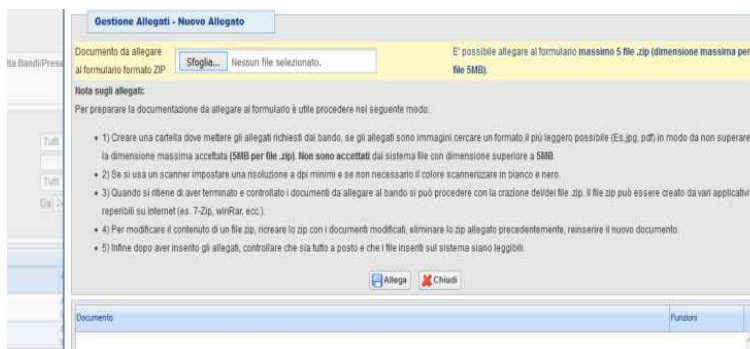 Gestione Allegati - Nuovo Allegato
Documento da allegare
al formulario formato ZIP
Sfoglia... Nessun file selezionato.
E' possibile allegare al formulario massimo 5 file .zip (dimensione massima per
file 5MB)
Nota sugli allegati:
Per preparare la documentazione da allegare al formulario è utile procedere nel seguente modo:
• 1) Creare una cartella dove mettere gli allegati richiesti dal bando, se gli allegati sono immagini cercare un formato il più leggero possibile (Es.jpg, pdf) in modo da non superare
la dimensione massima accettata (5MB per file .zip). Non sono accettati dal sistema file con dimensione superiore a 5MB.
• 2) Se si usa un scanner impostare una risoluzione a dpi minimi e se non necessario il colore scannerizzare in bianco e nero.
• 3) Quando si ritiene di aver terminato e controllato i documenti da allegare al bando si può procedere con la crazione del/dei file .zip. Il file zip può essere creato da vari applicativi
reperibili su internet (es. 7-Zip, winRar, ecc.).
• 4) Per modificare il contenuto di un file zip, ricreare lo zip con i documenti modificati, eliminare lo zip allegato precedentemente, reinserire il nuovo documento.
• 5) Infine dopo aver inserito gli allegati, controllare che sia tutto a posto e che i file inseriti sul sistema siano leggibili.
Allega Chiudi
Documento Funzioni
tta Bandi/Prese
Tutti
Tutti
Da